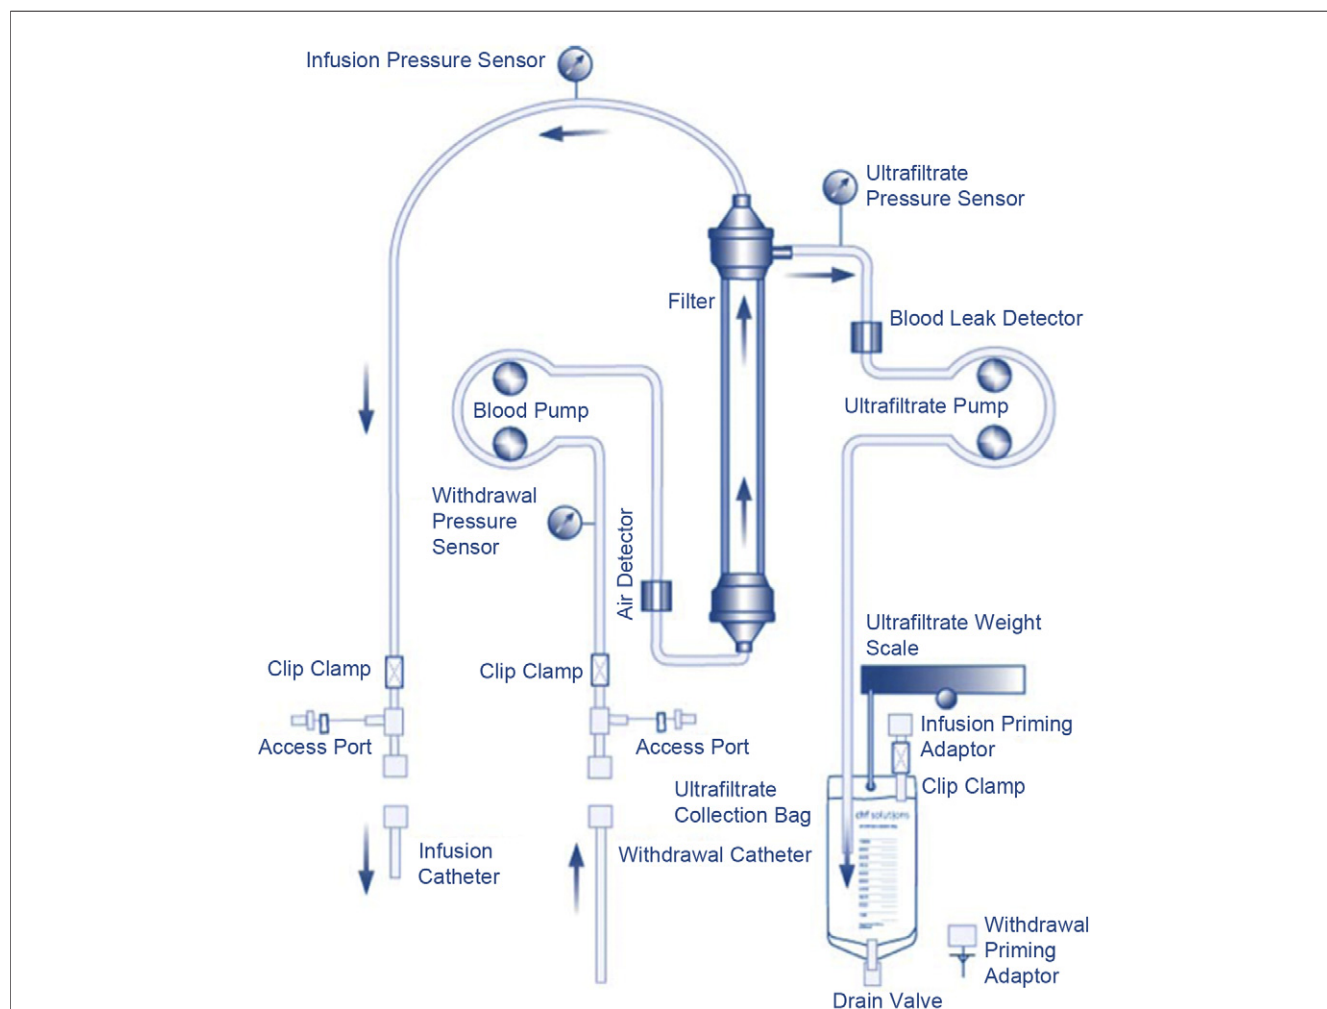 Infusion Pressure Sensor
Ultrafiltrate
Pressure Sensor
Filter
Blood Leak Detector
Blood Pump
Ultrafiltrate Pump
Withdrawal
Pressure
Sensor
Air Detector
Ultrafiltrate Weight
Scale
Clip Clamp
Clip Clamp
Access Port
Access Port
Infusion Priming
Adaptor
Clip Clamp
Ultrafiltrate
Collection Bag
chf solutions
Infusion
Catheter
Withdrawal Catheter
Withdrawal
Priming
Adaptor
Drain Valve